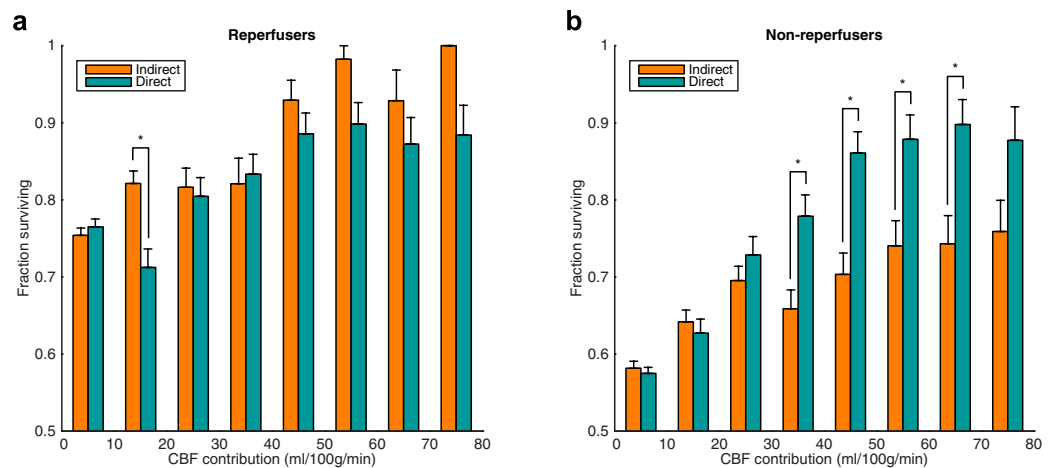 a
Reperfusers
Indirect
Direct
*
Fraction surviving
1
0.9
0.8
0.7
0.6
0.5
0 10 20 30 40 50 60 70 80
CBF contribution (ml/100g/min)
b
Non-reperfusers
Indirect
Direct
* * * *
Fraction surviving
1
0.9
0.8
0.7
0.6
0.5
0 10 20 30 40 50 60 70 80
CBF contribution (ml/100g/min)